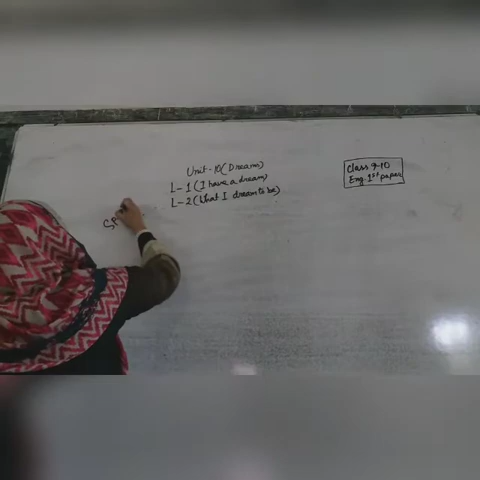 Unit-10 (Dream)
L-1 (I have a dream)
L-2 (What I dream to be)
Class 9-10
Eng. 1st paper